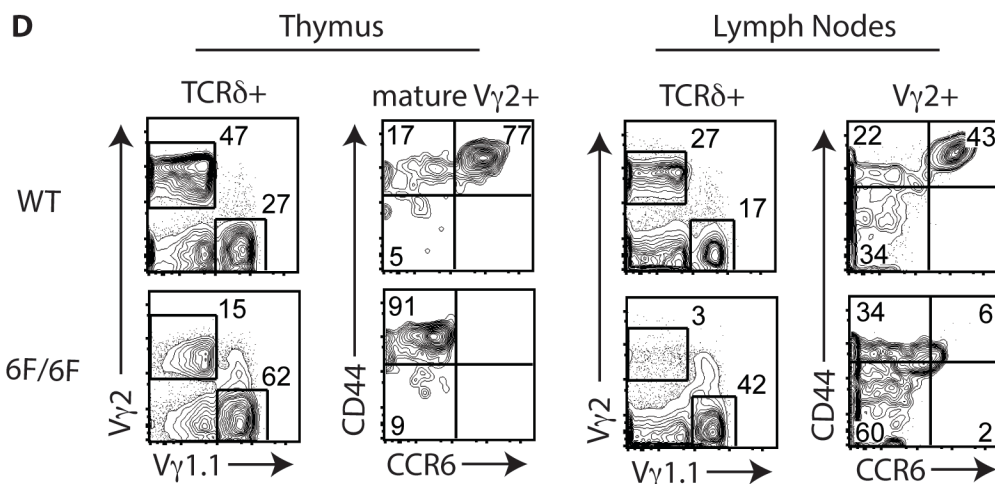 D
Thymus
Lymph Nodes
TCRδ+
mature Vγ2+
TCRδ+
Vγ2+
WT
47
27
17
77
5
27
17
22
43
34
6F/6F
15
62
91
9
3
42
34
6
60
2
Vγ2
CD44
Vγ2
CD44
Vγ1.1
CCR6
Vγ1.1
CCR6